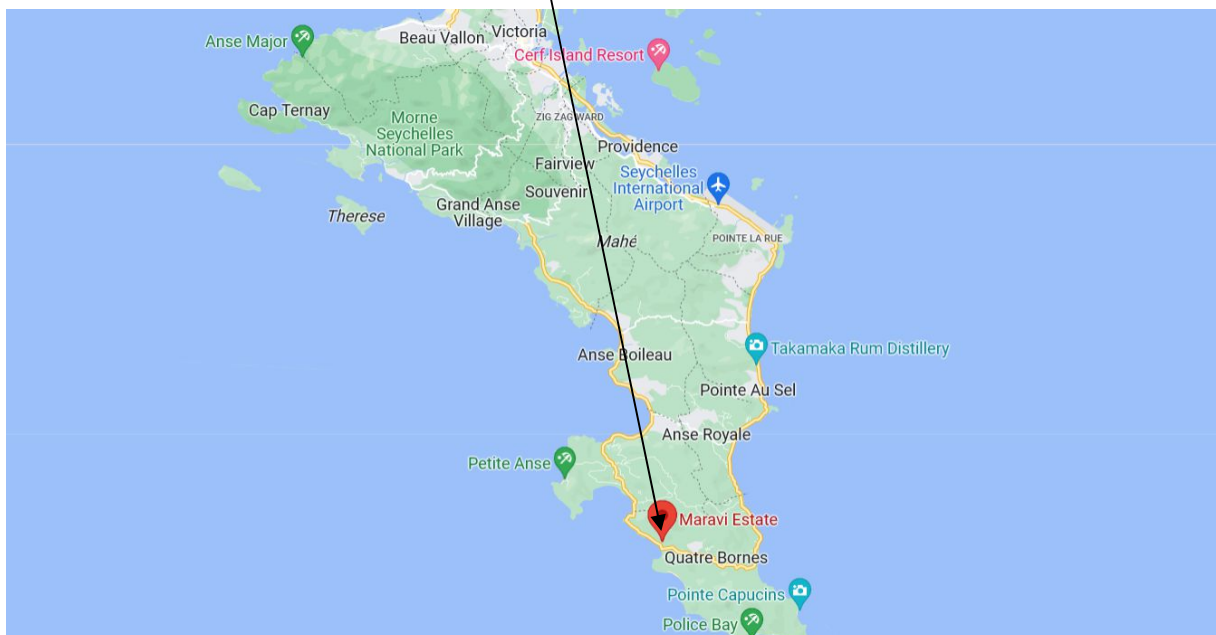 Anse Major
Beau Vallon
Victoria
Cerf Island Resort
Cap Ternay
Morne
Seychelles
National Park
ZIG ZAG WARD
Providence
Fairview
Seychelles
International
Airport
Souvenir
Therese
Grand Anse
Village
Mahé
POINTE LA RUE
Anse Boileau
Takamaka Rum Distillery
Pointe Au Sel
Anse Royale
Petite Anse
Maravi Estate
Quatre Bornes
Pointe Capucins
Police Bay